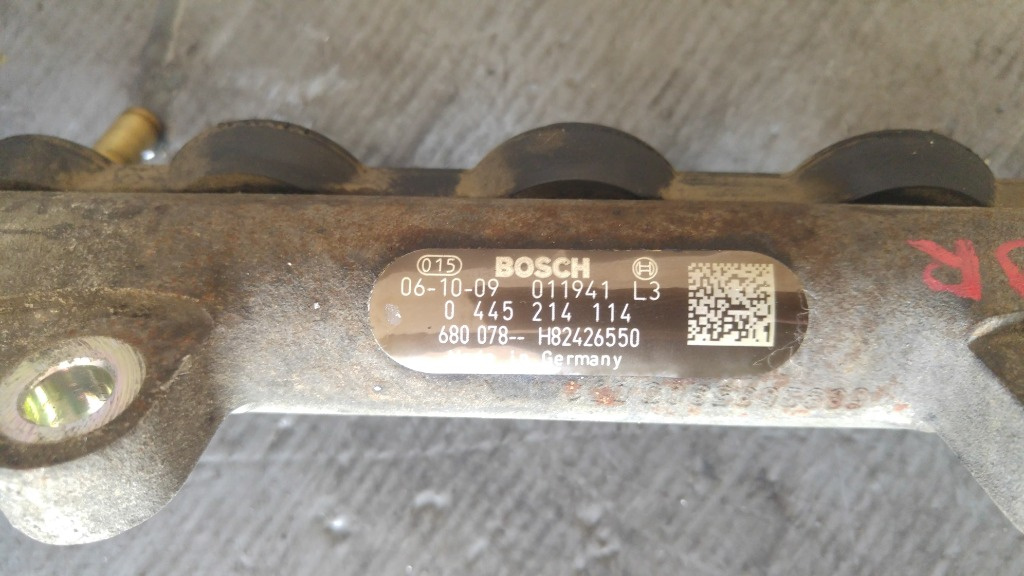 015 BOSCH
06-10-09 011941 L3
0 445 214 114
680 078-- H82426550
Made in Germany